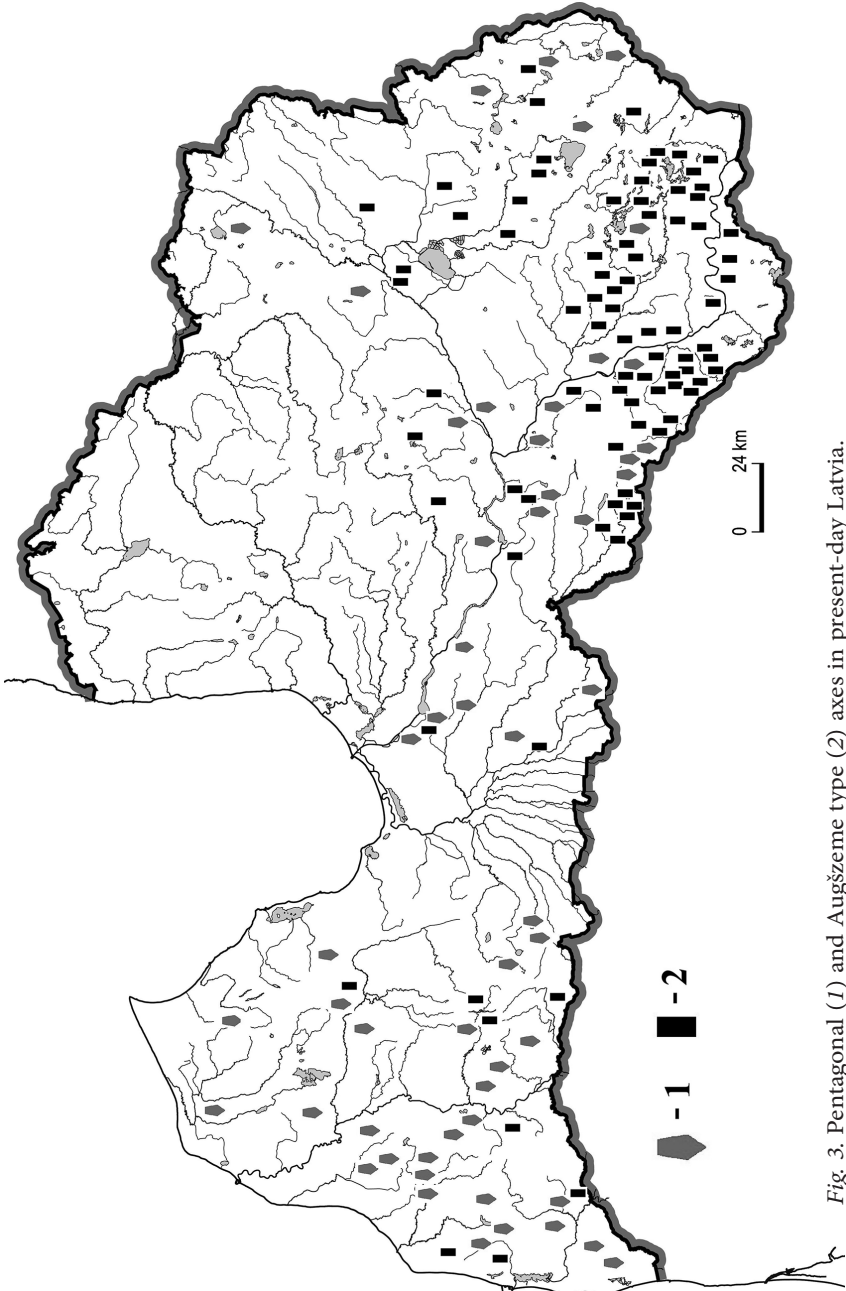 - 1
- 2
0 24 km
Fig. 3. Pentagonal (1) and Augšzeme type (2) axes in present-day Latvia.